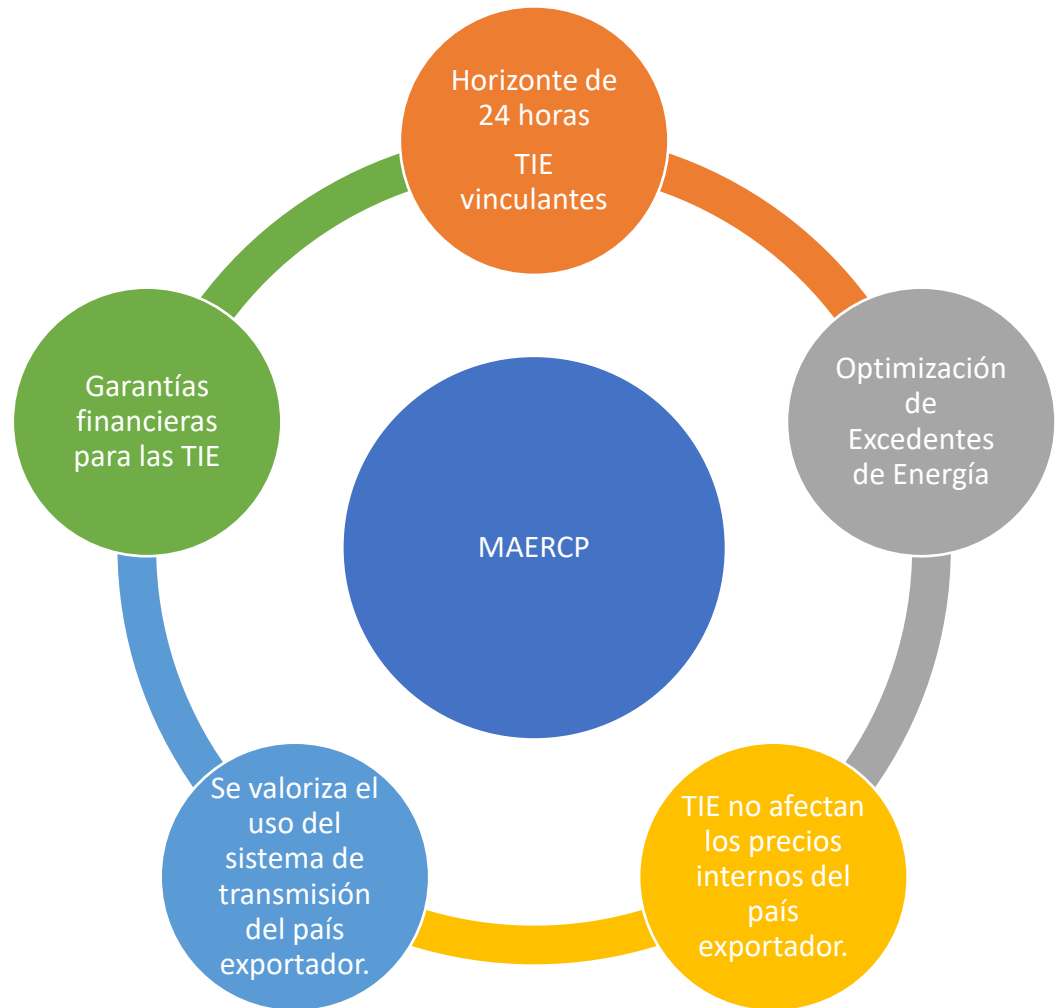 Horizonte de
24 horas
TIE
vinculantes
Optimización
de
Excedentes
de Energía
TIE no afectan
los precios
internos del
país
exportador.
Se valoriza el
uso del
sistema de
transmisión
del país
exportador.
Garantías
financieras
para las TIE
MAERCP